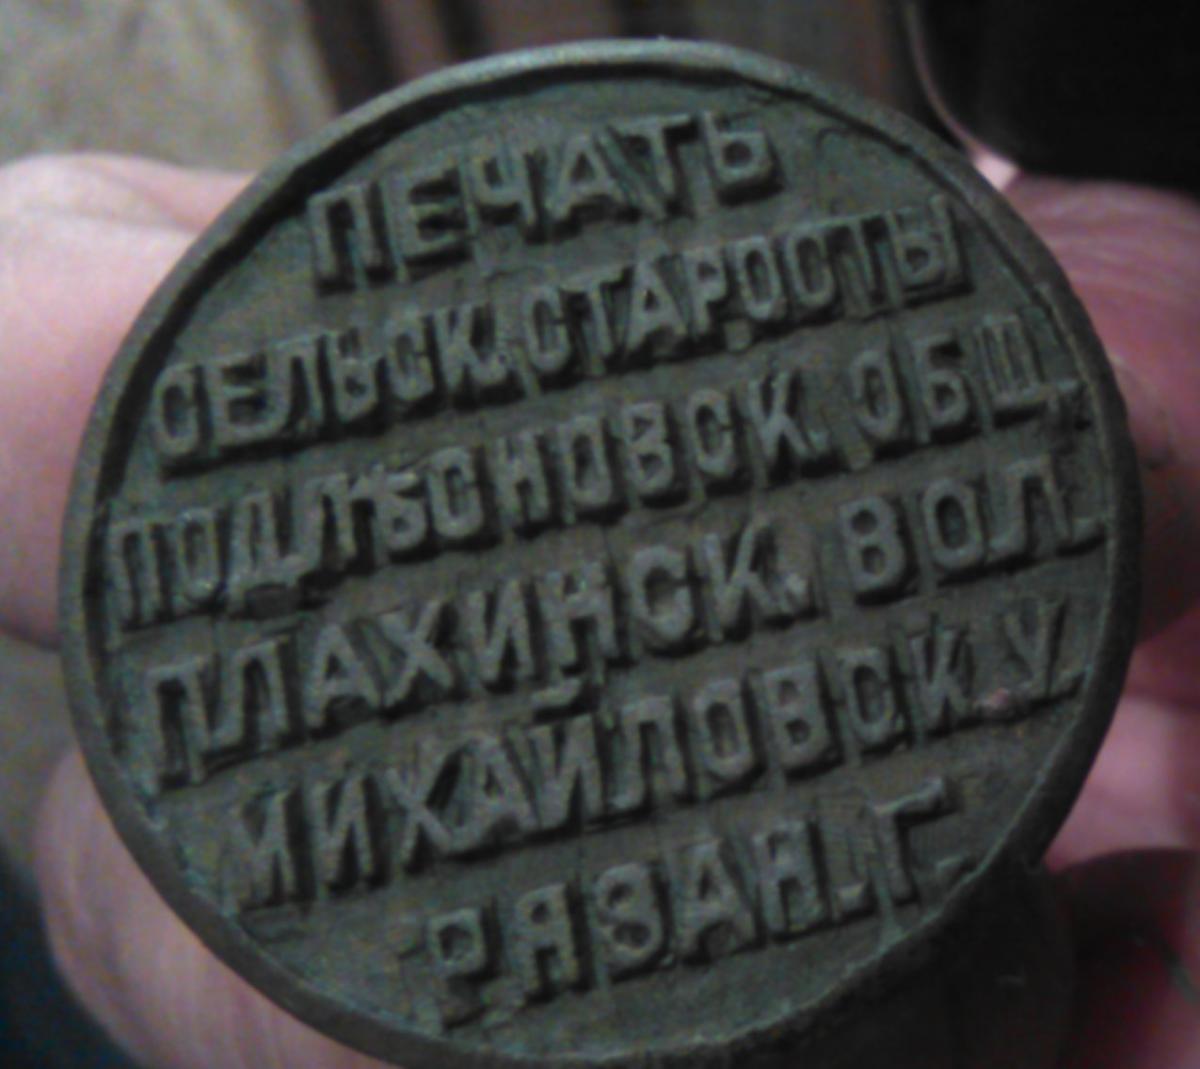 ПЕЧАТЬ
СЕЛЬСК. СТАРОСТЫ
ПОДЛѢСНОВСК. ОБЩ.
ПЛАХИНСК. ВОЛ.
МИХАЙЛОВСК. У.
РЯЗАН. Г.